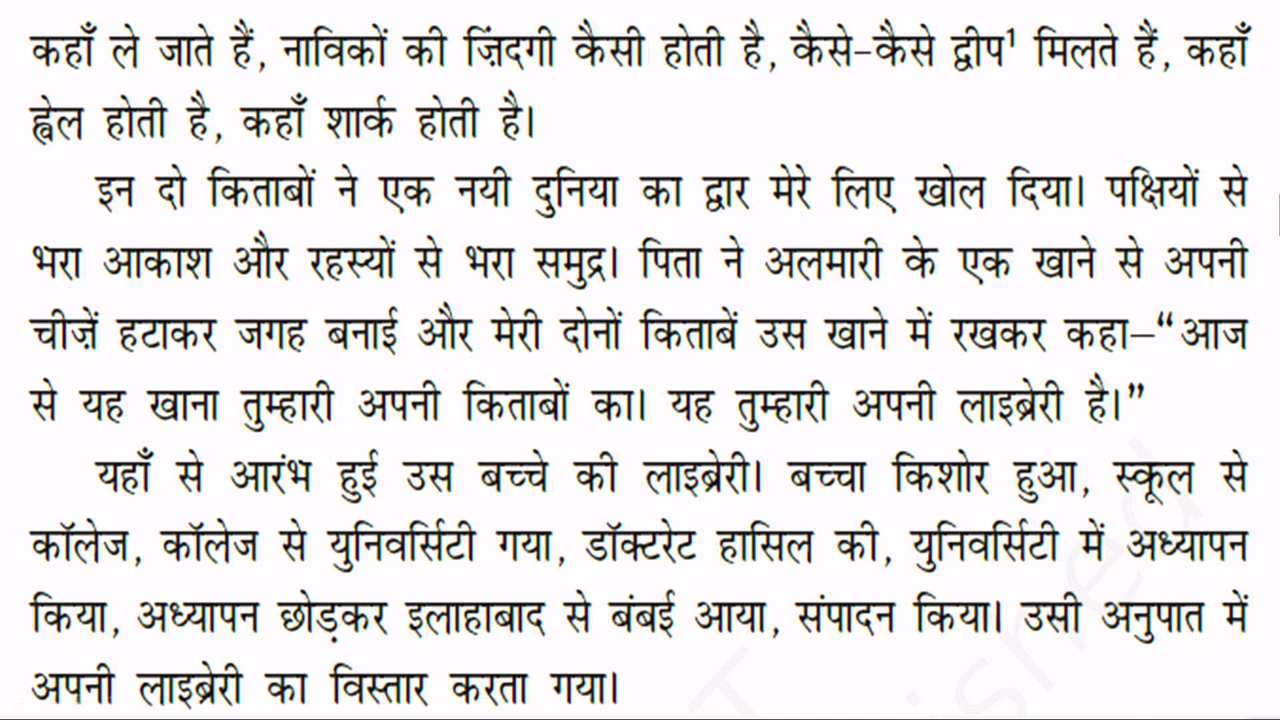 कहाँ ले जाते हैं, नाविकों की ज़िंदगी कैसी होती है, कैसे–कैसे द्वीप¹ मिलते हैं, कहाँ
ह्वेल होती है, कहाँ शार्क होती है।
इन दो किताबों ने एक नयी दुनिया का द्वार मेरे लिए खोल दिया। पक्षियों से
भरा आकाश और रहस्यों से भरा समुद्र। पिता ने अलमारी के एक खाने से अपनी
चीज़ें हटाकर जगह बनाई और मेरी दोनों किताबें उस खाने में रखकर कहा–“आज
से यह खाना तुम्हारी अपनी किताबों का। यह तुम्हारी अपनी लाइब्रेरी है।”
यहाँ से आरंभ हुई उस बच्चे की लाइब्रेरी। बच्चा किशोर हुआ, स्कूल से
कॉलेज, कॉलेज से युनिवर्सिटी गया, डॉक्टरेट हासिल की, युनिवर्सिटी में अध्यापन
किया, अध्यापन छोड़कर इलाहाबाद से बंबई आया, संपादन किया। उसी अनुपात में
अपनी लाइब्रेरी का विस्तार करता गया।